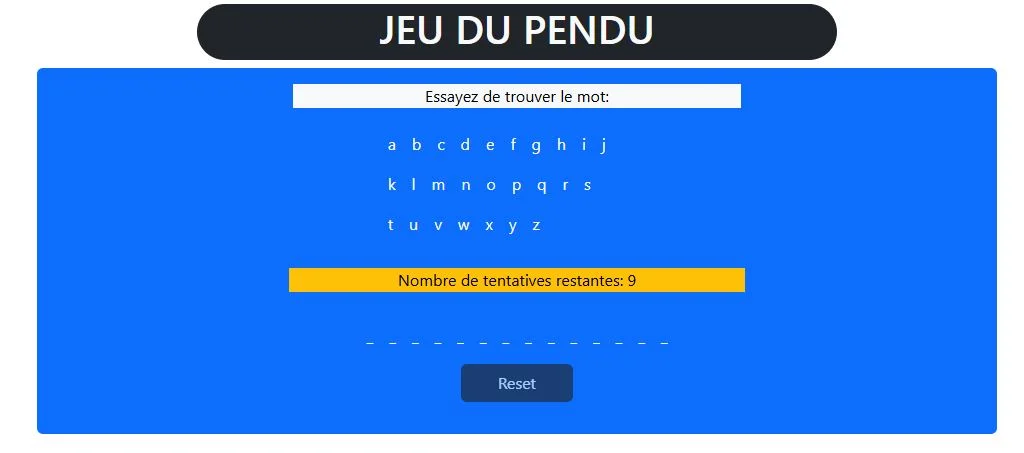 JEU DU PENDU
Essayez de trouver le mot:
a b c d e f g h i j
k l m n o p q r s
t u v w x y z
Nombre de tentatives restantes: 9
_ _ _ _ _ _ _ _ _ _ _ _ _ _
Reset